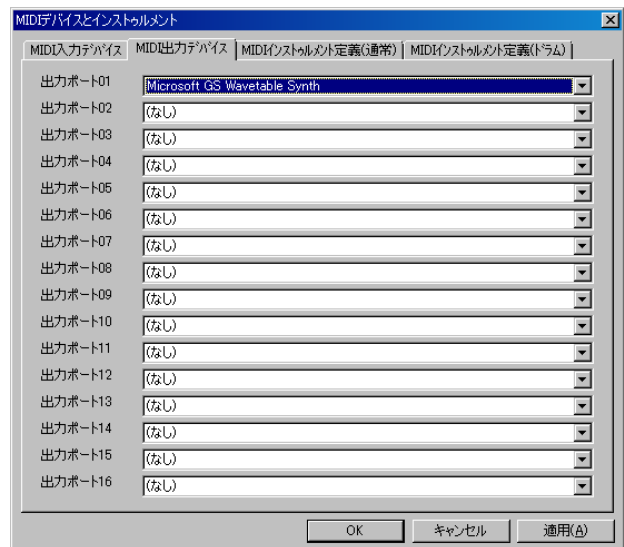 MIDIデバイスとインストゥルメント
MIDI入力デバイス MIDI出力デバイス MIDIインストゥルメント定義(通常) MIDIインストゥルメント定義(ドラム)
出力ポート01 Microsoft GS Wavetable Synth
出力ポート02 (なし)
出力ポート03 (なし)
出力ポート04 (なし)
出力ポート05 (なし)
出力ポート06 (なし)
出力ポート07 (なし)
出力ポート08 (なし)
出力ポート09 (なし)
出力ポート10 (なし)
出力ポート11 (なし)
出力ポート12 (なし)
出力ポート13 (なし)
出力ポート14 (なし)
出力ポート15 (なし)
出力ポート16 (なし)
OK キャンセル 適用(A)